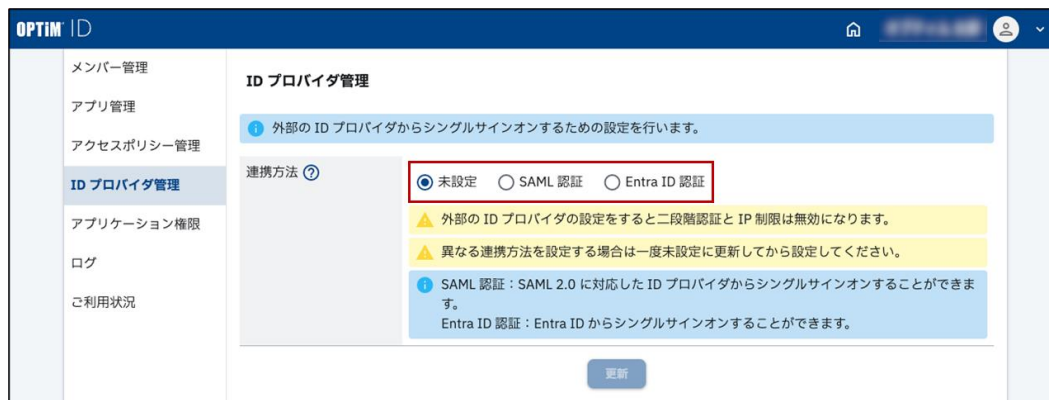 OPTiM ID
メンバー管理
アプリ管理
アクセスポリシー管理
ID プロバイダ管理
アプリケーション権限
ログ
ご利用状況
ID プロバイダ管理
外部の ID プロバイダからシングルサインオンするための設定を行います。
連携方法
未設定 SAML 認証 Entra ID 認証
外部の ID プロバイダの設定をすると二段階認証と IP 制限は無効になります。
異なる連携方法を設定する場合は一度未設定に更新してから設定してください。
SAML 認証：SAML 2.0 に対応した ID プロバイダからシングルサインオンすることができま
す。
Entra ID 認証：Entra ID からシングルサインオンすることができます。
更新